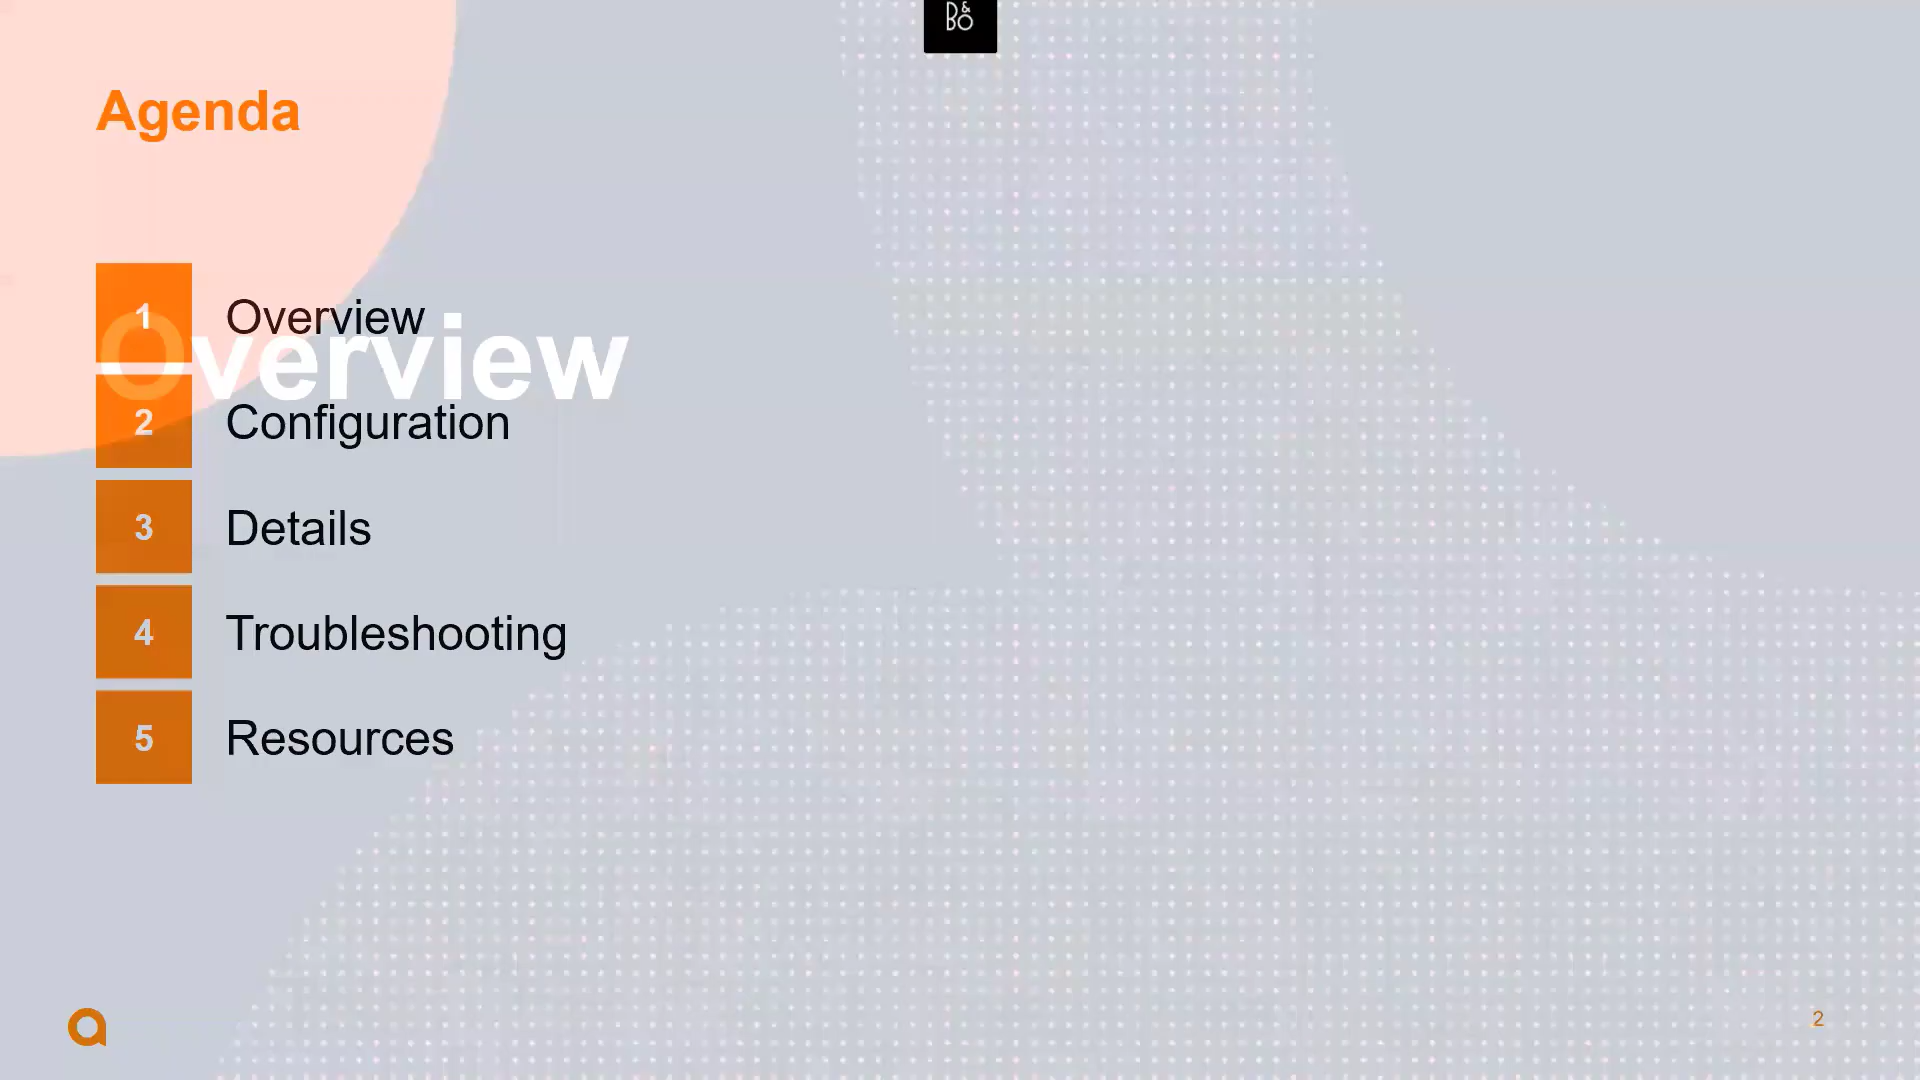 B&O
Agenda
1 Overview
Overview
2 Configuration
3 Details
4 Troubleshooting
5 Resources
2